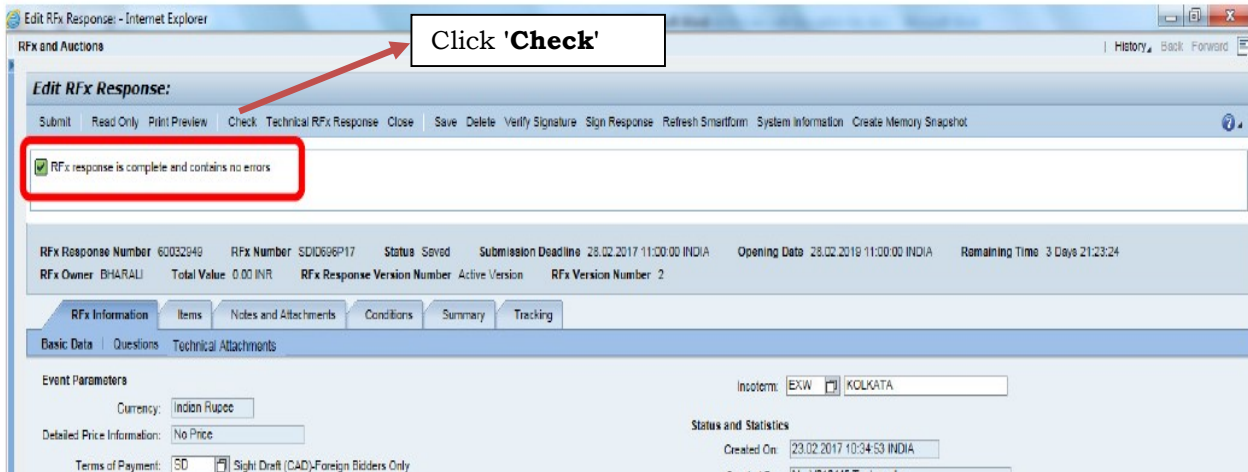 Edit RFx Response: - Internet Explorer
Click 'Check'
RFx and Auctions
History Back Forward
Edit RFx Response:
Submit Read Only Print Preview Check Technical RFx Response Close Save Delete Verify Signature Sign Response Refresh Smartform System Information Create Memory Snapshot
RFx response is complete and contains no errors
RFx Response Number 60032949 RFx Number SDID696P17 Status Saved Submission Deadline 28.02.2017 11:00:00 INDIA Opening Date 28.02.2019 11:00:00 INDIA Remaining Time 3 Days 21:23:24
RFx Owner BHARALI Total Value 0.00 INR RFx Response Version Number Active Version RFx Version Number 2
RFx Information Items Notes and Attachments Conditions Summary Tracking
Basic Data Questions Technical Attachments
Event Parameters
Incoterm: EXW KOLKATA
Currency: Indian Rupee
Status and Statistics
Detailed Price Information: No Price
Created On: 23.02.2017 10:34:53 INDIA
Terms of Payment: SD Sight Draft (CAD)-Foreign Bidders Only